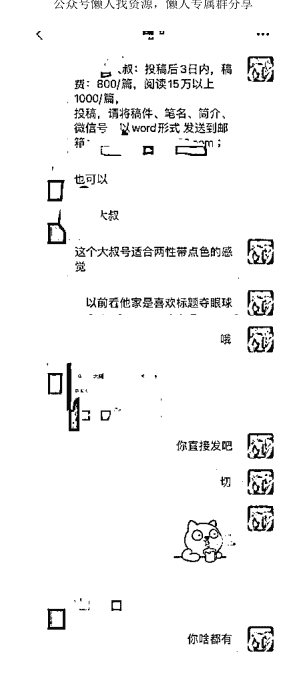 公众号懒人找资源，懒人专属群分享
叔：投稿后3日内，稿
费：800/篇，阅读15万以上
1000/篇，
投稿，请将稿件、笔名、简介、
微信号 以word形式 发送到邮
箱：
也可以
大叔
这个大叔号适合两性带点色的感
觉
以前看他家是喜欢标题夺眼球
哦
你直接发吧
切
你啥都有